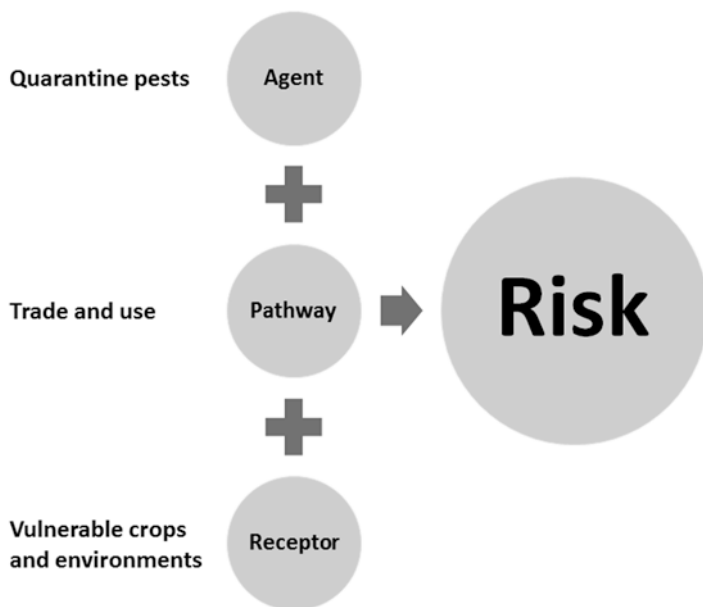 Quarantine pests
Agent
Trade and use
Pathway
Risk
Vulnerable crops
and environments
Receptor